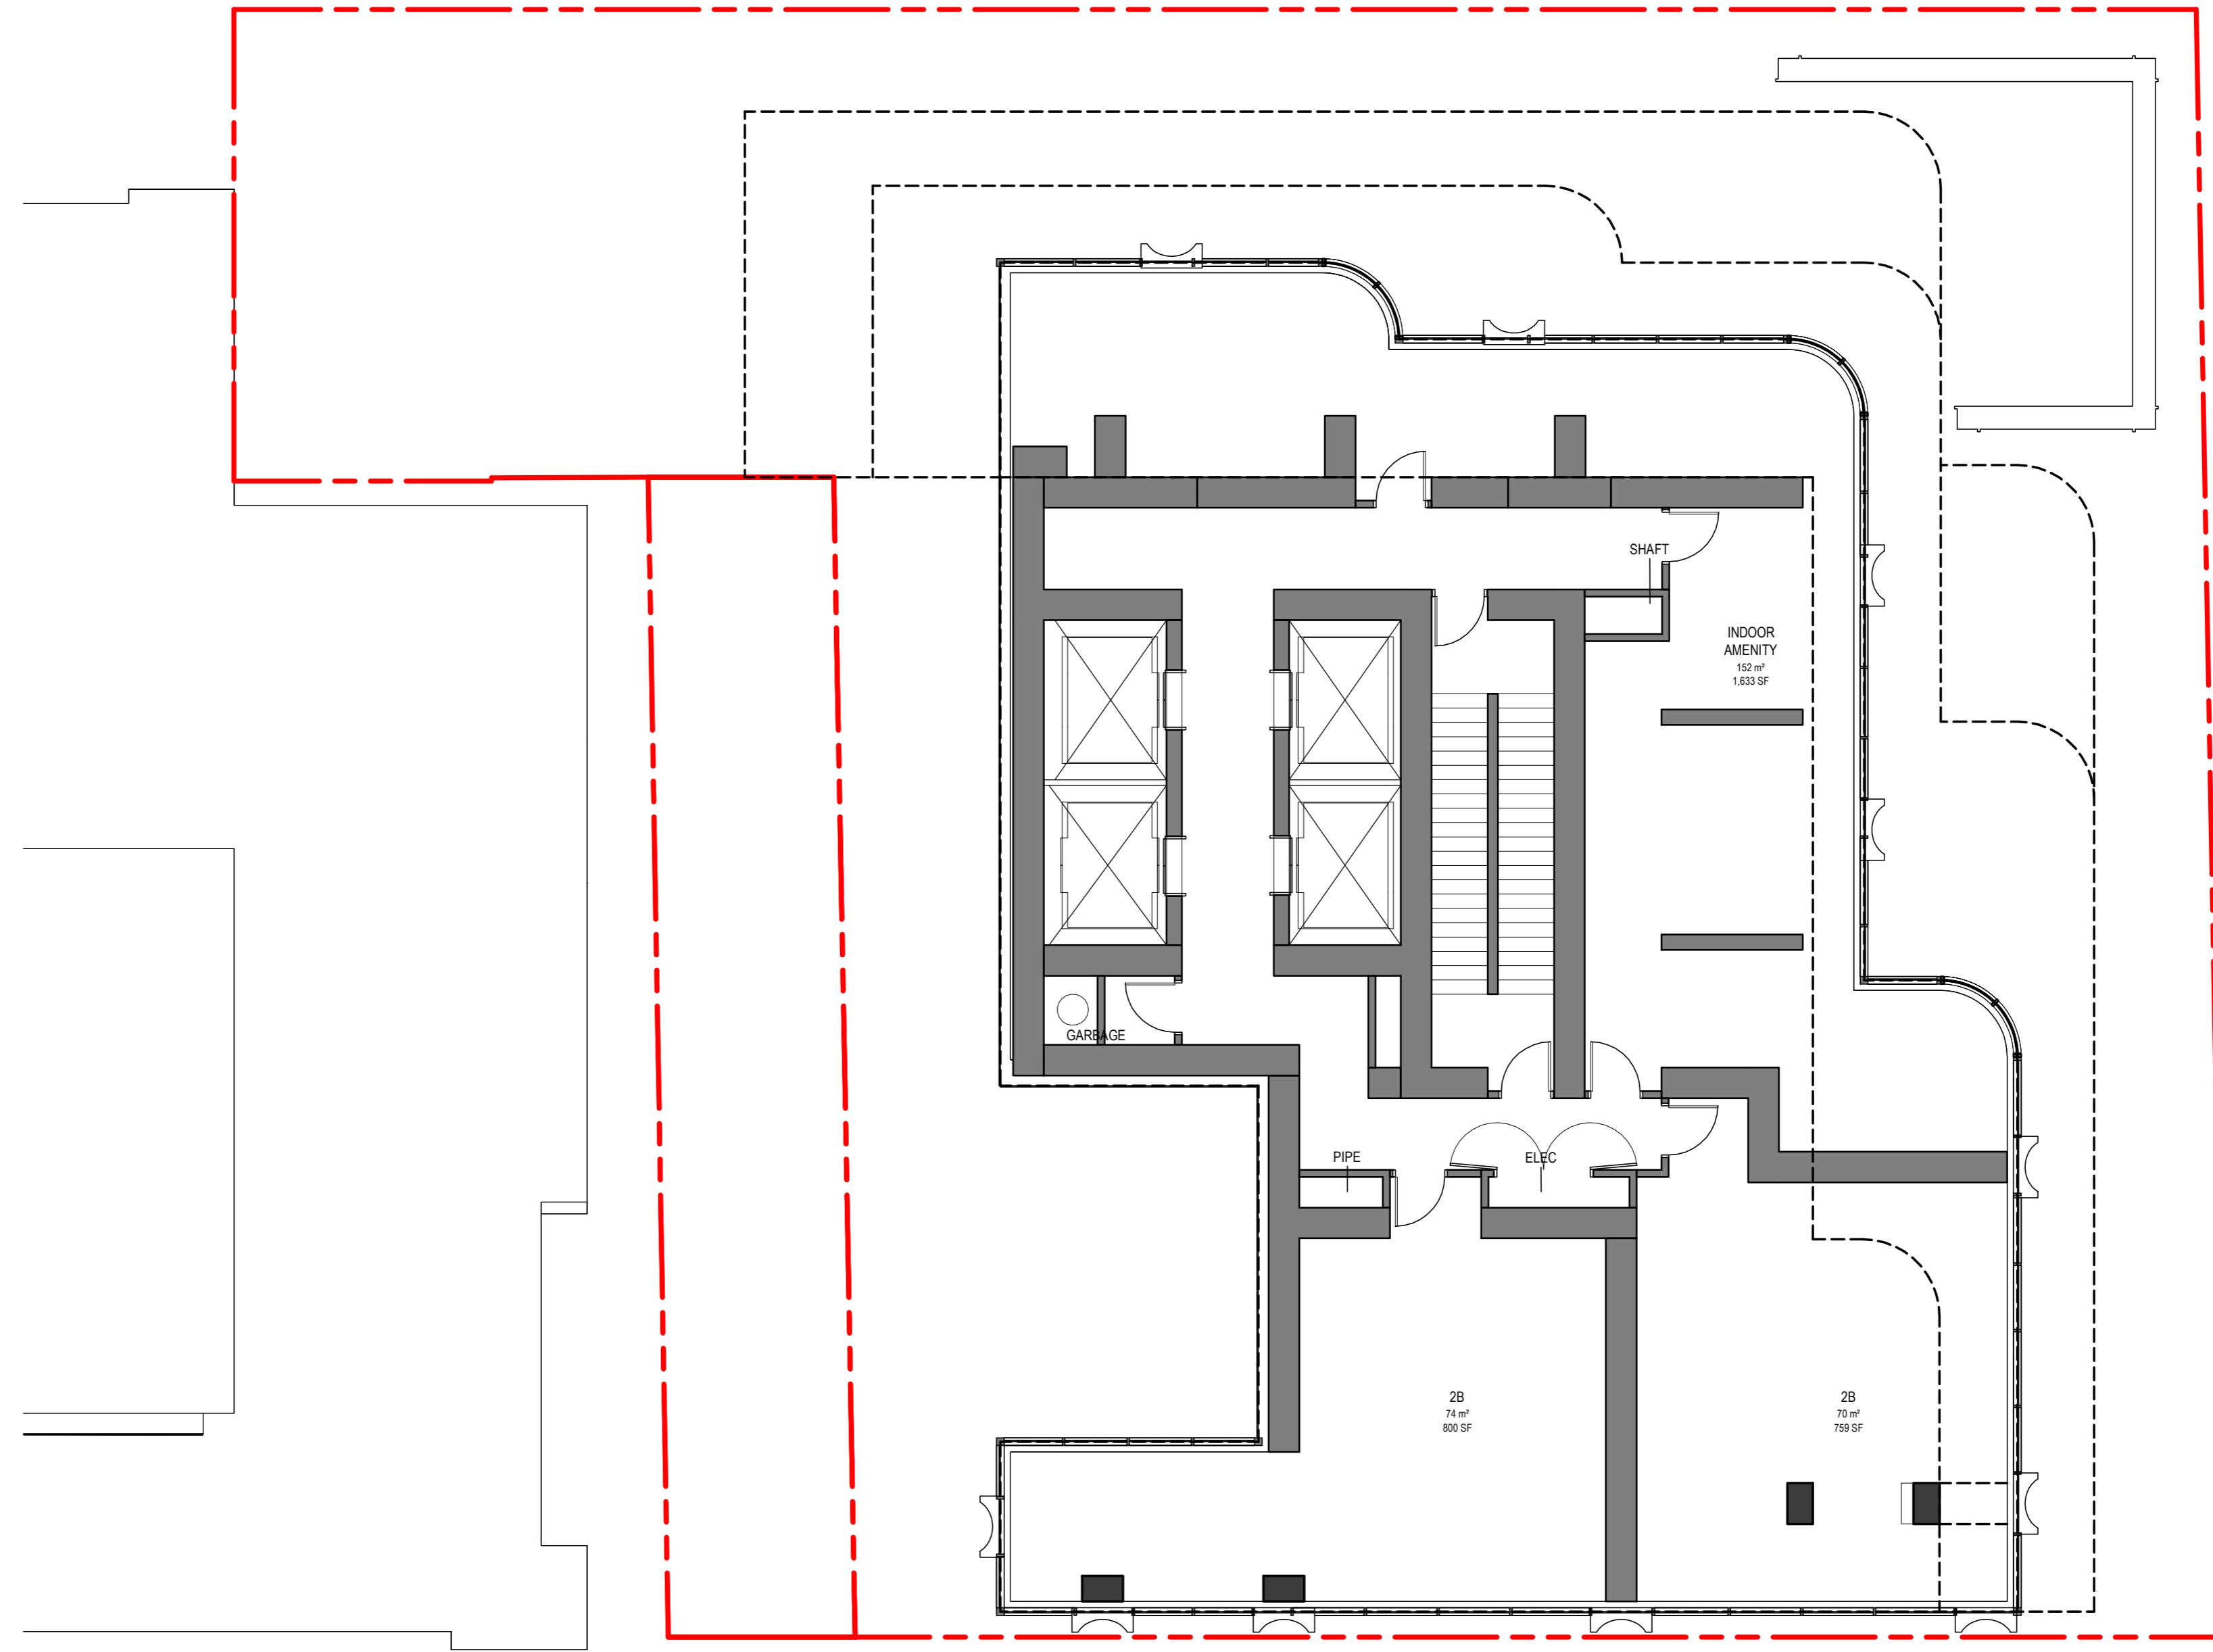 SHAFT
INDOOR
AMENITY
152 m²
1,633 SF
GARBAGE
PIPE
ELEC
2B
74 m²
800 SF
2B
70 m²
759 SF